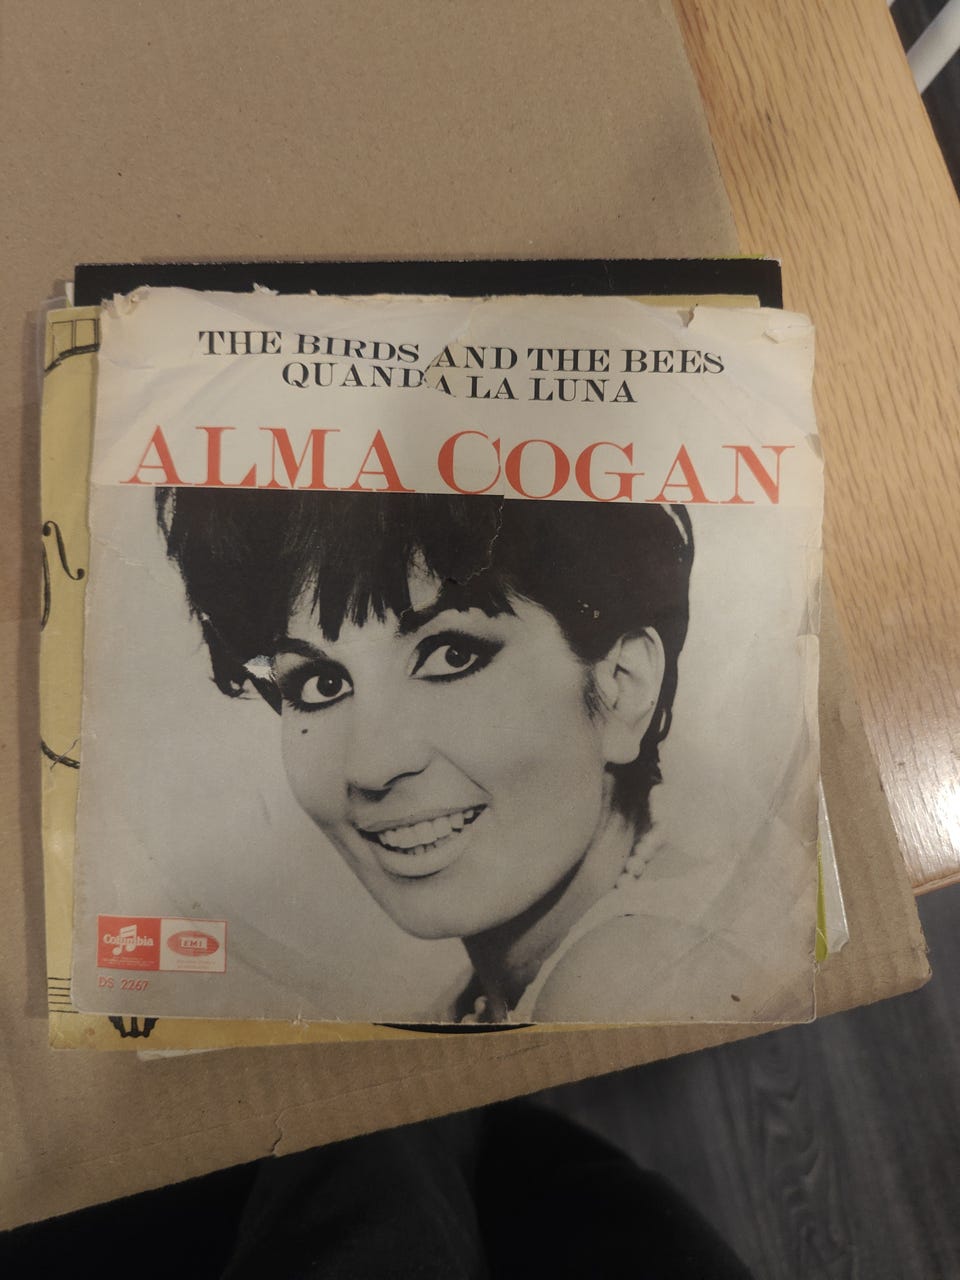 THE BIRDS AND THE BEES
QUANDA LA LUNA
ALMA COGAN
Columbia
EMI
DS 2267